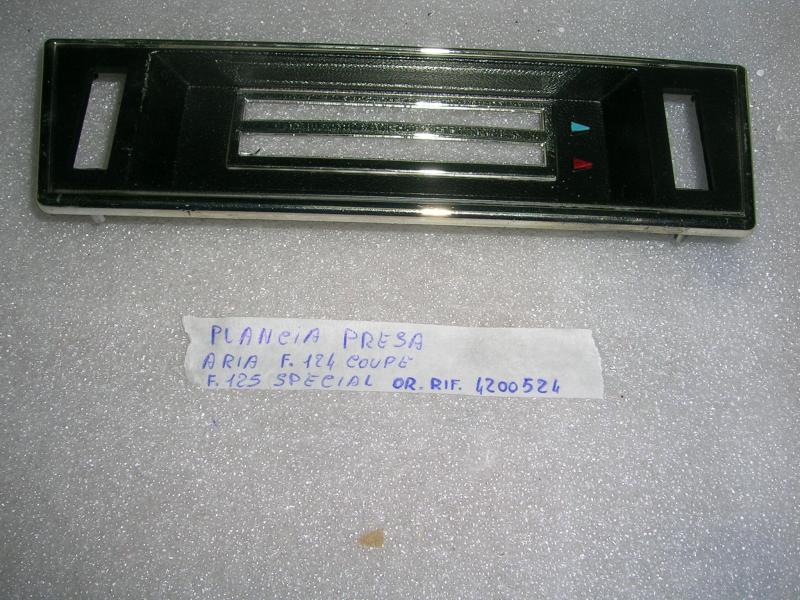 PLANCIA PRESA
ARIA F. 124 COUPE
F. 125 SPECIAL OR. RIF. 4200524